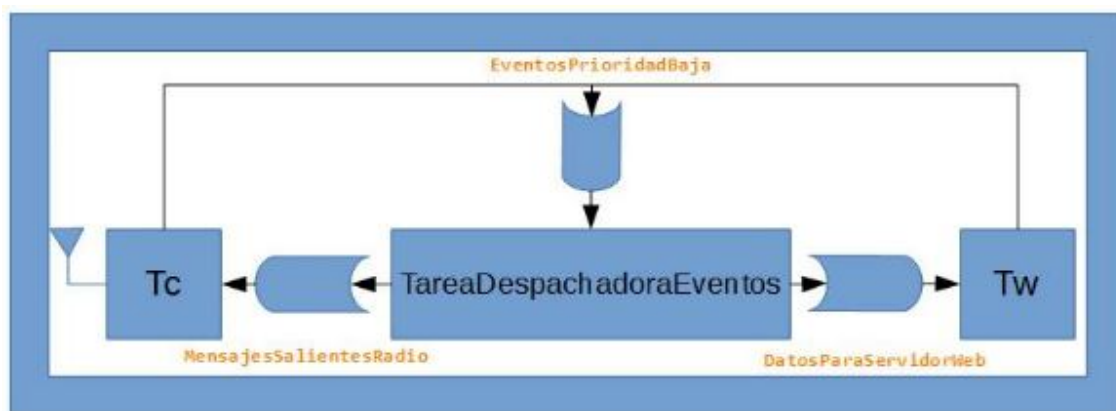 EventosPrioridadBaja
Tc
TareaDespachadoraEventos
Tw
MensajesSalientesRadio
DatosParaServidorWeb